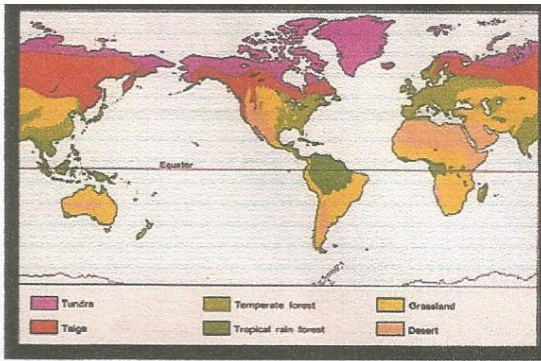 Equator
Tundra
Temperate forest
Grassland
Taiga
Tropical rain forest
Desert